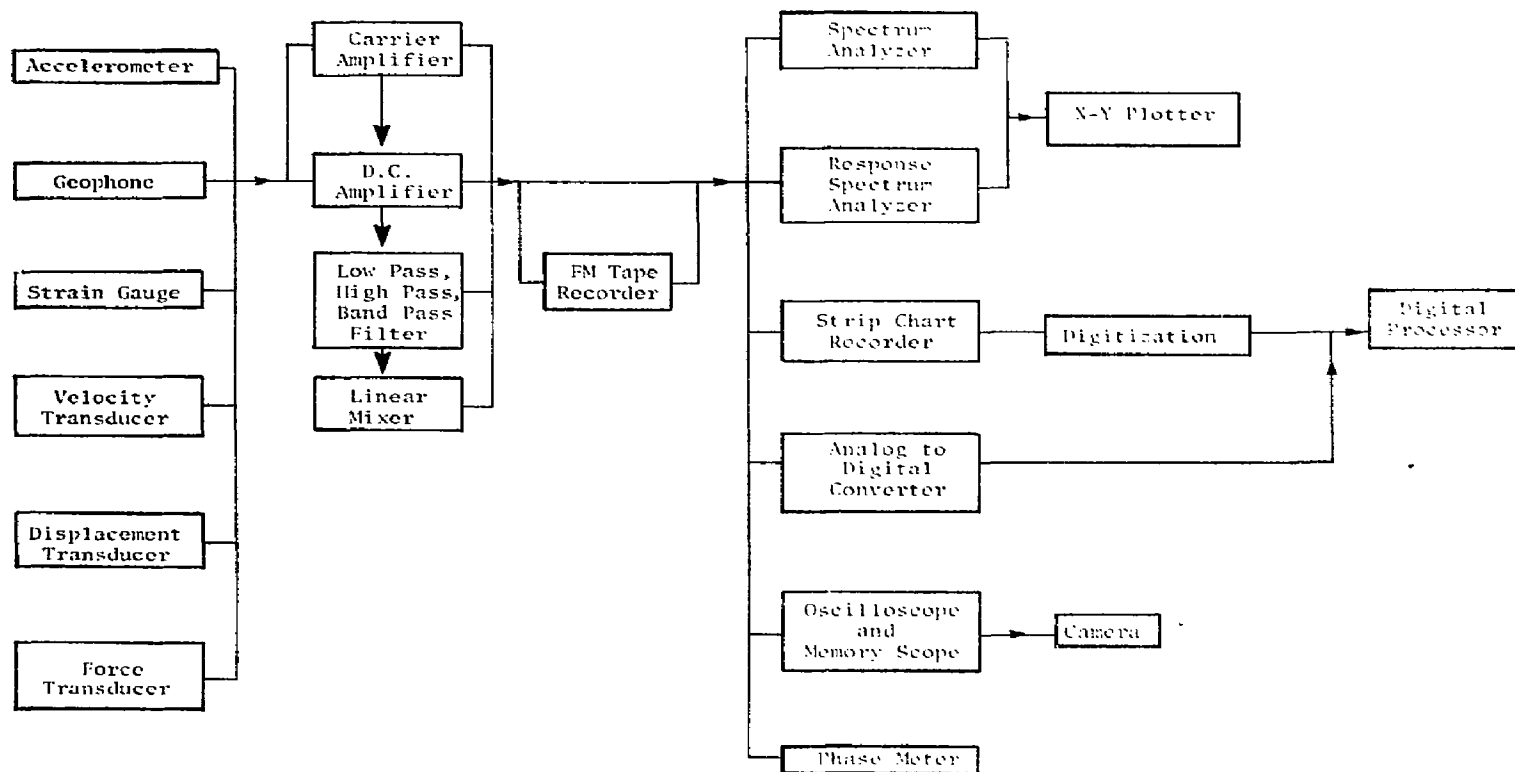 Accelerometer
Geophone
Strain Gauge
Velocity
Transducer
Displacement
Transducer
Force
Transducer
Carrier
Amplifier
D.C.
Amplifier
Low Pass,
High Pass,
Band Pass
Filter
Linear
Mixer
FM Tape
Recorder
Spectrum
Analyzer
Response
Spectrum
Analyzer
Strip Chart
Recorder
Analog to
Digital
Converter
Oscilloscope
and
Memory Scope
Phase Meter
X-Y Plotter
Digitization
Camera
Digital
Processor